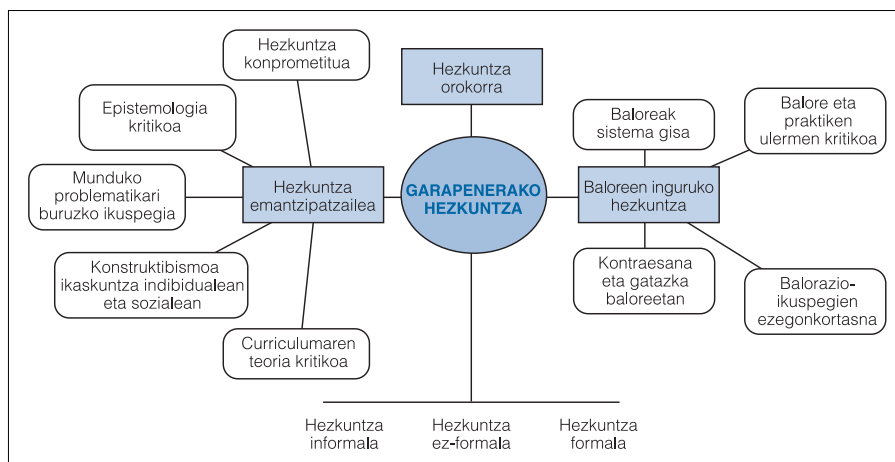 Hezkuntza
konprometitua
Hezkuntza
orokorra
Epistemologia
kritikoa
Baloreak
sistema gisa
Balore eta
praktiken
ulermen kritikoa
Munduko
problematikari
buruzko ikuspegia
Hezkuntza
emantzipatzailea
GARAPENERAKO
HEZKUNTZA
Baloreen inguruko
hezkuntza
Konstruktibismoa
ikaskuntza indibidualean
eta sozialean
Kontraesana
eta gatazka
baloreetan
Balorazio-
ikuspegien
ezegonkortasna
Curriculumaren
teoria kritikoa
Hezkuntza
informala
Hezkuntza
ez-formala
Hezkuntza
formala